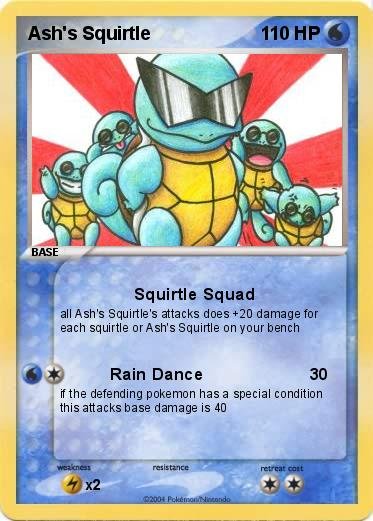 Ash's Squirtle 110 HP
BASE
Squirtle Squad
all Ash's Squirtle's attacks does +20 damage for
each squirtle or Ash's Squirtle on your bench
Rain Dance 30
if the defending pokemon has a special condition
this attacks base damage is 40
weakness resistance retreat cost
x2
©2004 Pokémon/Nintendo